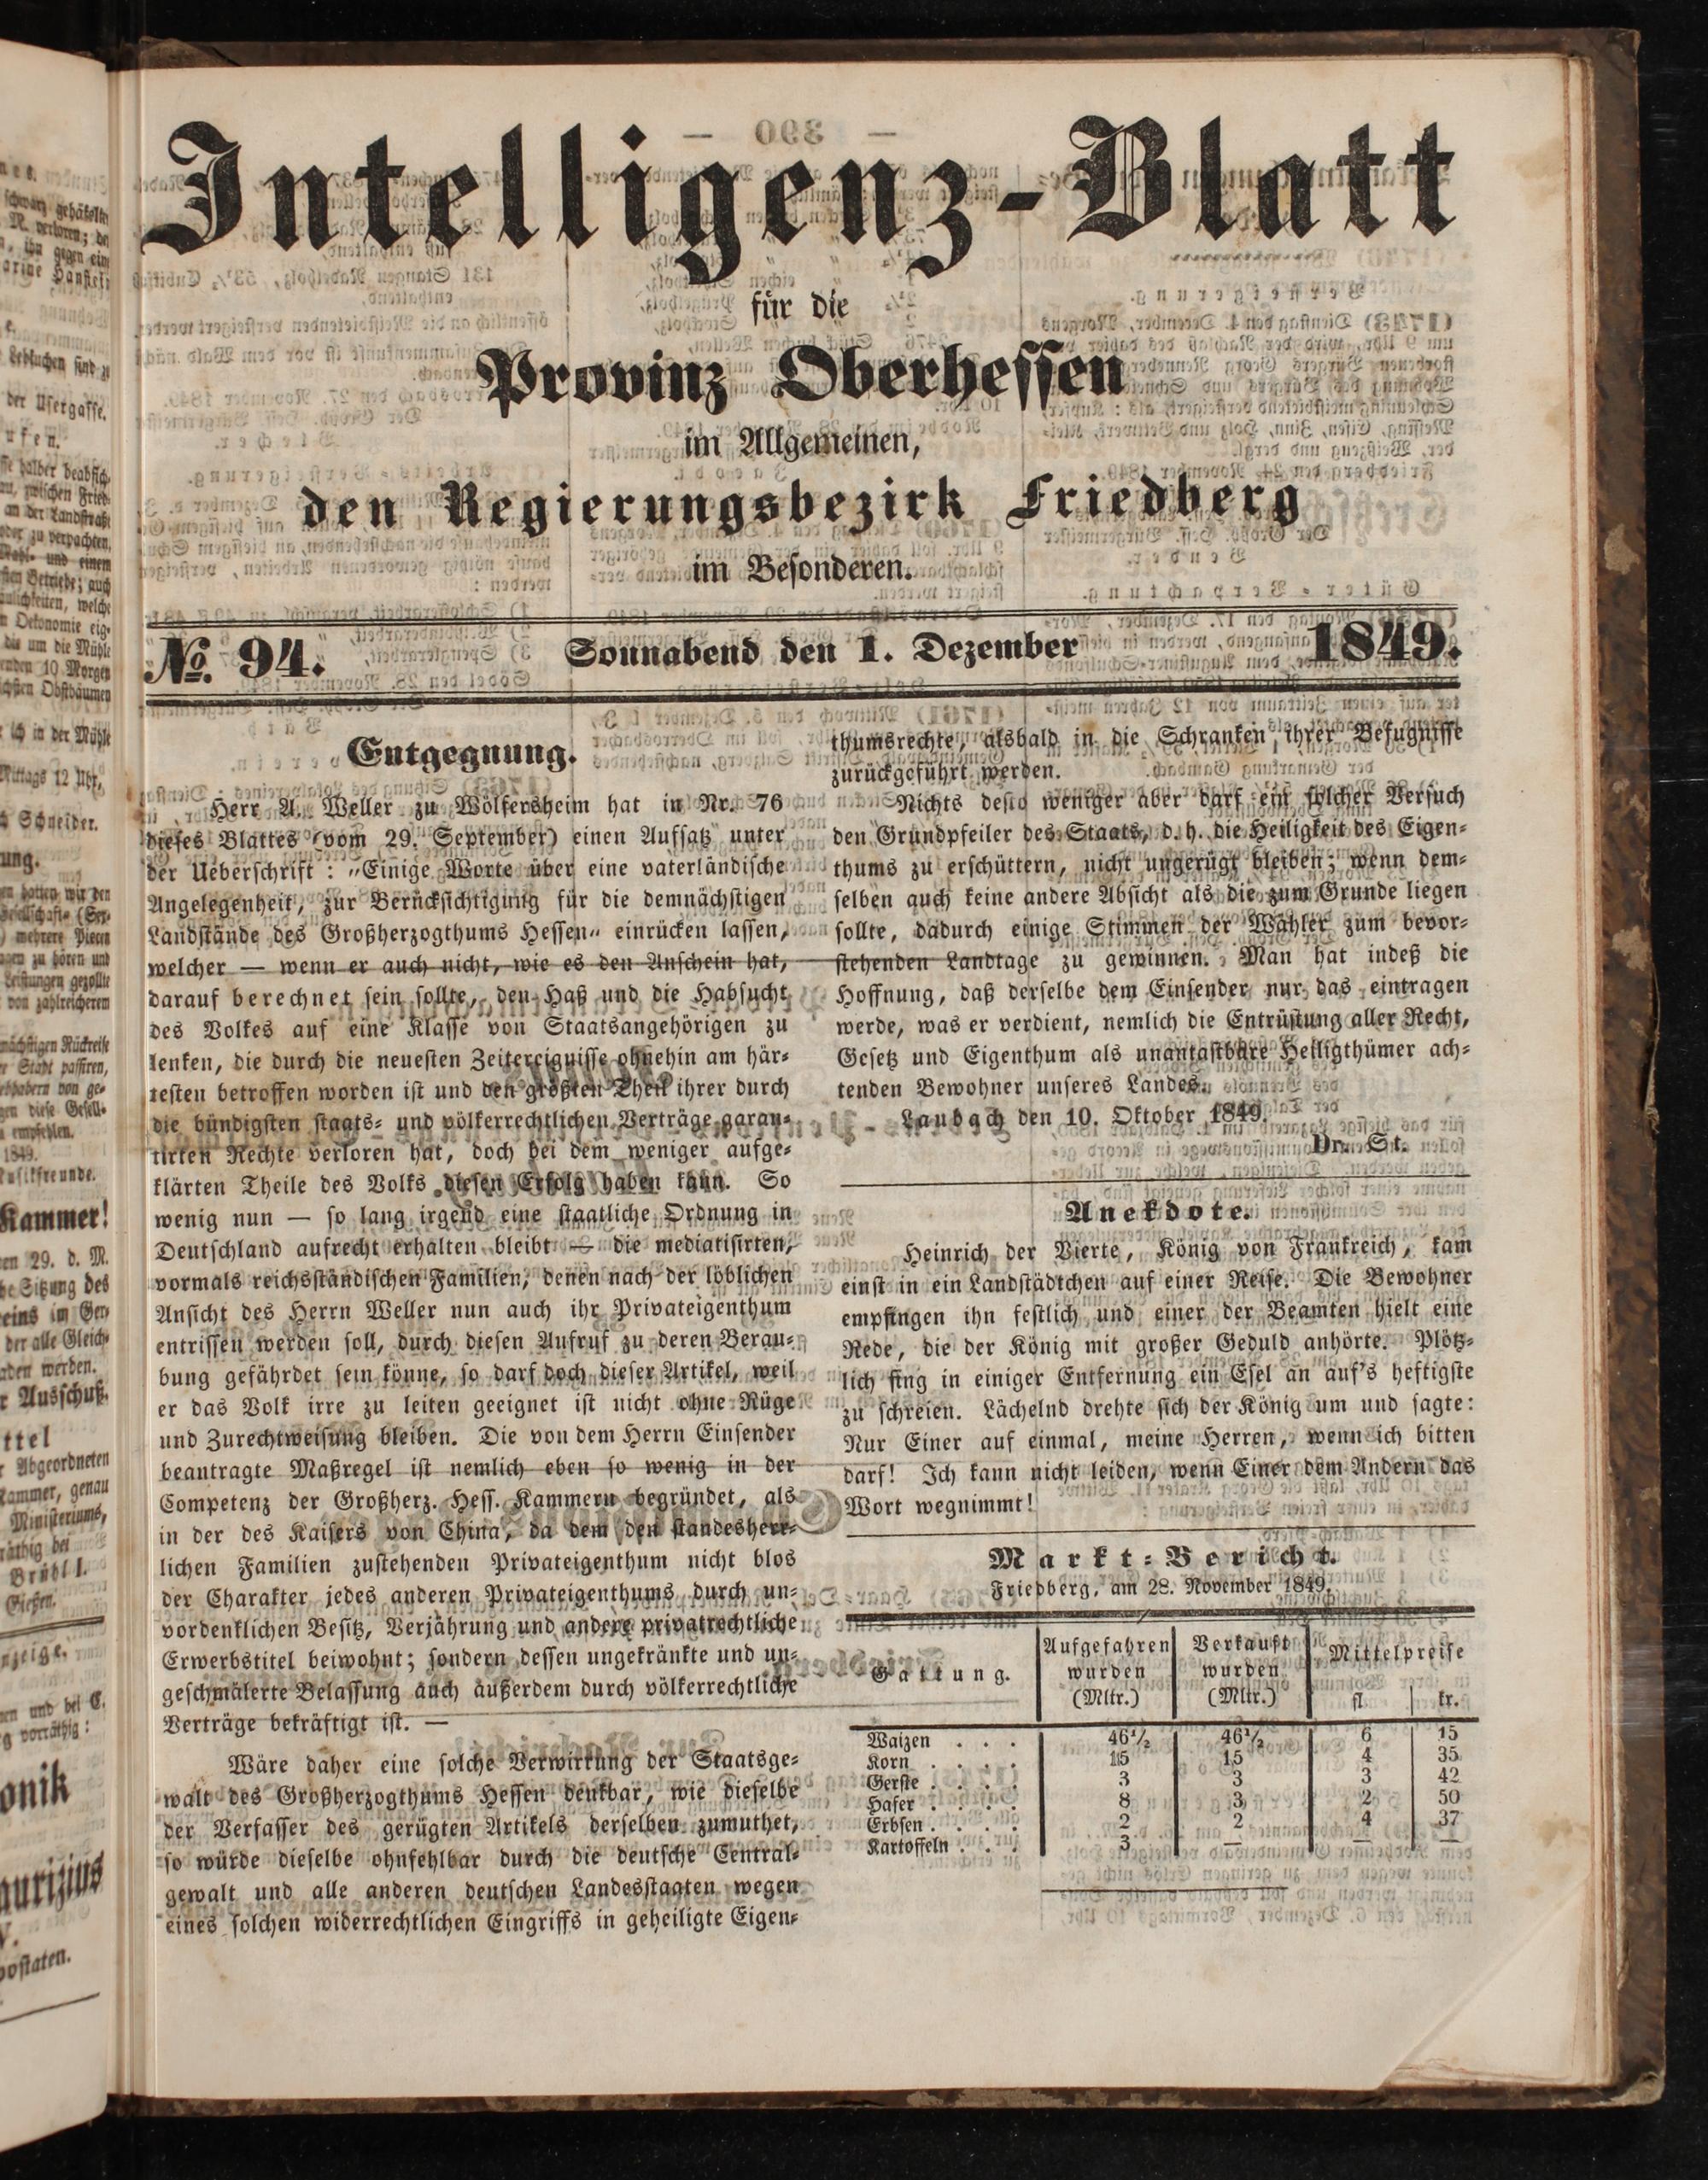 Intelligenz-Blatt
für die
Provinz Oberhessen
im Allgemeinen,
den Regierungsbezirk Friedberg
im Besonderen.
No. 94. Sonnabend den 1. Dezember 1849.
Entgegnung.
Herr A. Weller zu Wölfersheim hat in Nr. 76
dieses Blattes (vom 29. September) einen Aufsatz unter
der Ueberschrift: „Einige Worte über eine vaterländische
Angelegenheit, zur Berücksichtigung für die demnächstigen
Landstände des Großherzogthums Hessen“ einrücken lassen,
welcher — wenn er auch nicht, wie es den Anschein hat,
darauf berechnet sein sollte, den Haß und die Habsucht
des Volkes auf eine Klasse von Staatsangehörigen zu
lenken, die durch die neuesten Zeitereignisse ohnehin am här-
testen betroffen worden ist und den größten Theil ihrer durch
die bündigsten staats- und völkerrechtlichen Verträge garan-
tirten Rechte verloren hat, doch bei dem weniger aufge-
klärten Theile des Volks diesen Erfolg haben kann. So
wenig nun — so lang irgend eine staatliche Ordnung in
Deutschland aufrecht erhalten bleibt — die mediatisirten,
vormals reichsständischen Familien, denen nach der löblichen
Ansicht des Herrn Weller nun auch ihr Privateigenthum
entrissen werden soll, durch diesen Aufruf zu deren Berau-
bung gefährdet sein könne, so darf doch dieser Artikel, weil
er das Volk irre zu leiten geeignet ist nicht ohne Rüge
und Zurechtweisung bleiben. Die von dem Herrn Einsender
beantragte Maßregel ist nemlich eben so wenig in der
Competenz der Großherz. Hess. Kammern begründet, als
in der des Kaisers von China, da dem den standesherr-
lichen Familien zustehenden Privateigenthum nicht blos
der Charakter jedes anderen Privateigenthums durch un-
vordenklichen Besitz, Verjährung und andere privatrechtliche
Erwerbstitel beiwohnt; sondern dessen ungekränkte und un-
geschmälerte Belassung auch äußerdem durch völkerrechtliche
Verträge bekräftigt ist. —
Wäre daher eine solche Verwirrung der Staatsge-
walt des Großherzogthums Hessen denkbar, wie dieselbe
der Verfasser des gerügten Artikels derselben zumuthet,
so würde dieselbe ohnfehlbar durch die deutsche Central-
gewalt und alle anderen deutschen Landesstaaten wegen
eines solchen widerrechtlichen Eingriffs in geheiligte Eigen-
thumsrechte, alsbald in die Schranken ihrer Befugnisse
zurückgeführt werden.
Nichts desto weniger aber darf ein solcher Versuch
den Grundpfeiler des Staats, d. h. die Heiligkeit des Eigen-
thums zu erschüttern, nicht ungerügt bleiben; wenn dem-
selben auch keine andere Absicht als die zum Grunde liegen
sollte, dadurch einige Stimmen der Wähler zum bevor-
stehenden Landtage zu gewinnen. Man hat indeß die
Hoffnung, daß derselbe dem Einsender nur das eintragen
werde, was er verdient, nemlich die Entrüstung aller Recht,
Gesetz und Eigenthum als unantastbare Heiligthümer ach-
tenden Bewohner unseres Landes.
Laubach den 10. Oktober 1849.
Dr. St.
Anekdote.
Heinrich der Vierte, König von Frankreich, kam
einst in ein Landstädtchen auf einer Reise. Die Bewohner
empfingen ihn festlich und einer der Beamten hielt eine
Rede, die der König mit großer Geduld anhörte. Plötz-
lich fing in einiger Entfernung ein Esel an auf's heftigste
zu schreien. Lächelnd drehte sich der König um und sagte:
Nur Einer auf einmal, meine Herren, wenn ich bitten
darf! Ich kann nicht leiden, wenn Einer dem Andern das
Wort wegnimmt!
Markt-Bericht.
Friedberg, am 28. November 1849.
Gattung. Aufgefahren wurden (Mltr.) Verkauft wurden (Mltr.) Mittelpreise fl kr.
Waizen . . . 46½ 46½ 6 15
Korn . . . . 15 15 4 35
Gerste . . . . 3 3 3 42
Hafer . . . . 8 3 2 50
Erbsen . . . . 2 2 4 37
Kartoffeln . . . 3 — — —